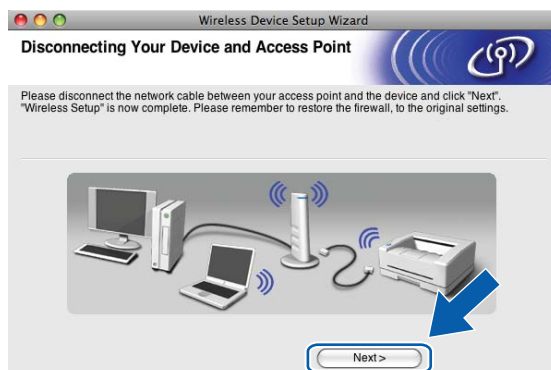 Wireless Device Setup Wizard
Disconnecting Your Device and Access Point
Please disconnect the network cable between your access point and the device and click "Next".
"Wireless Setup" is now complete. Please remember to restore the firewall, to the original settings.
Next >